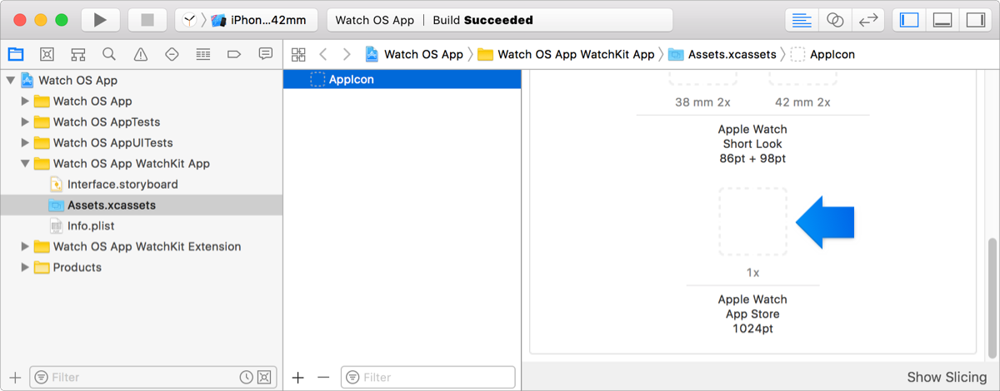 iPhon...42mm
Watch OS App | Build Succeeded
Watch OS App
Watch OS App WatchKit App
Assets.xcassets
AppIcon
Watch OS App
Watch OS App
Watch OS AppTests
Watch OS AppUITests
Watch OS App WatchKit App
Interface.storyboard
Assets.xcassets
Info.plist
Watch OS App WatchKit Extension
Products
Filter
AppIcon
Filter
38 mm 2x
42 mm 2x
Apple Watch
Short Look
86pt + 98pt
1x
Apple Watch
App Store
1024pt
Show Slicing